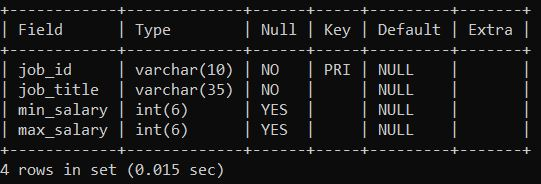 +------------+-------------+------+-----+---------+-------+
| Field      | Type        | Null | Key | Default | Extra |
+------------+-------------+------+-----+---------+-------+
| job_id     | varchar(10) | NO   | PRI | NULL    |       |
| job_title  | varchar(35) | NO   |     | NULL    |       |
| min_salary | int(6)      | YES  |     | NULL    |       |
| max_salary | int(6)      | YES  |     | NULL    |       |
+------------+-------------+------+-----+---------+-------+
4 rows in set (0.015 sec)